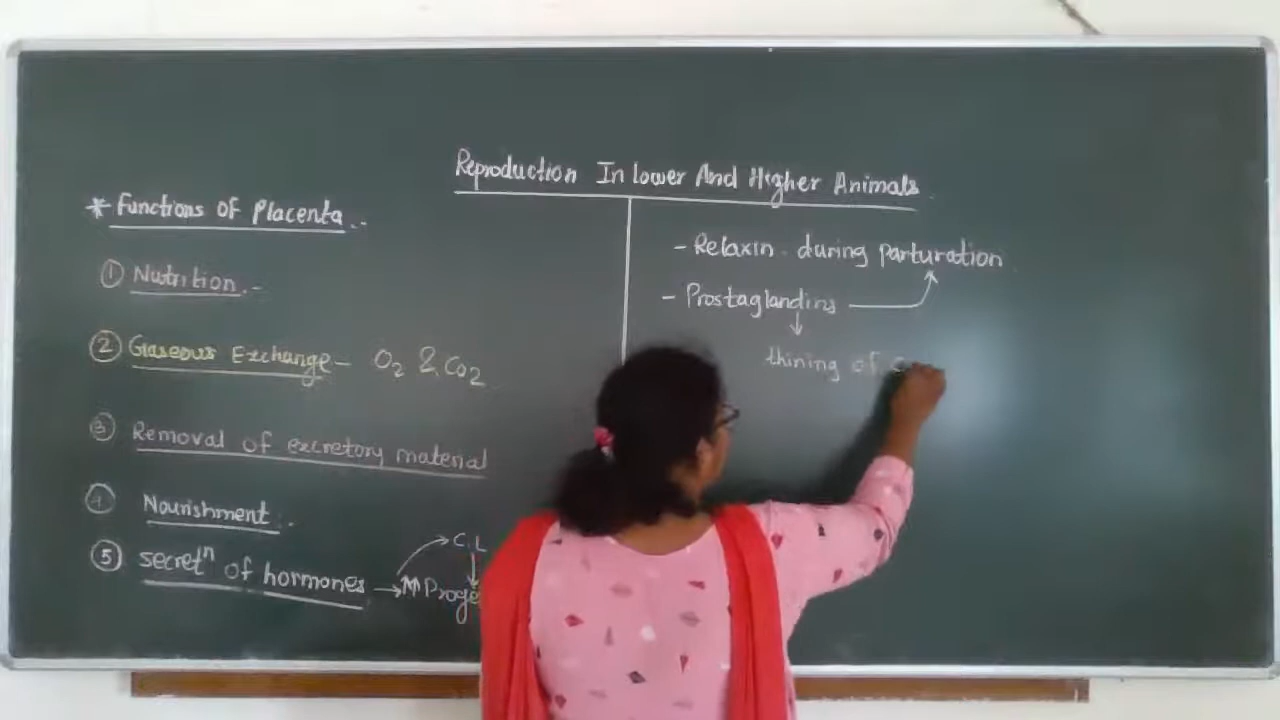 Reproduction In Lower And Higher Animals.
* Functions Of Placenta.-
① Nutrition.-
② Gaseous Exchange - O2 & CO2
③ Removal of excretory material
④ Nourishment.-
⑤ secretⁿ of hormones → ↑↑ Proge
C.L
- Relaxin. during parturation
- Prostaglandins
thining of